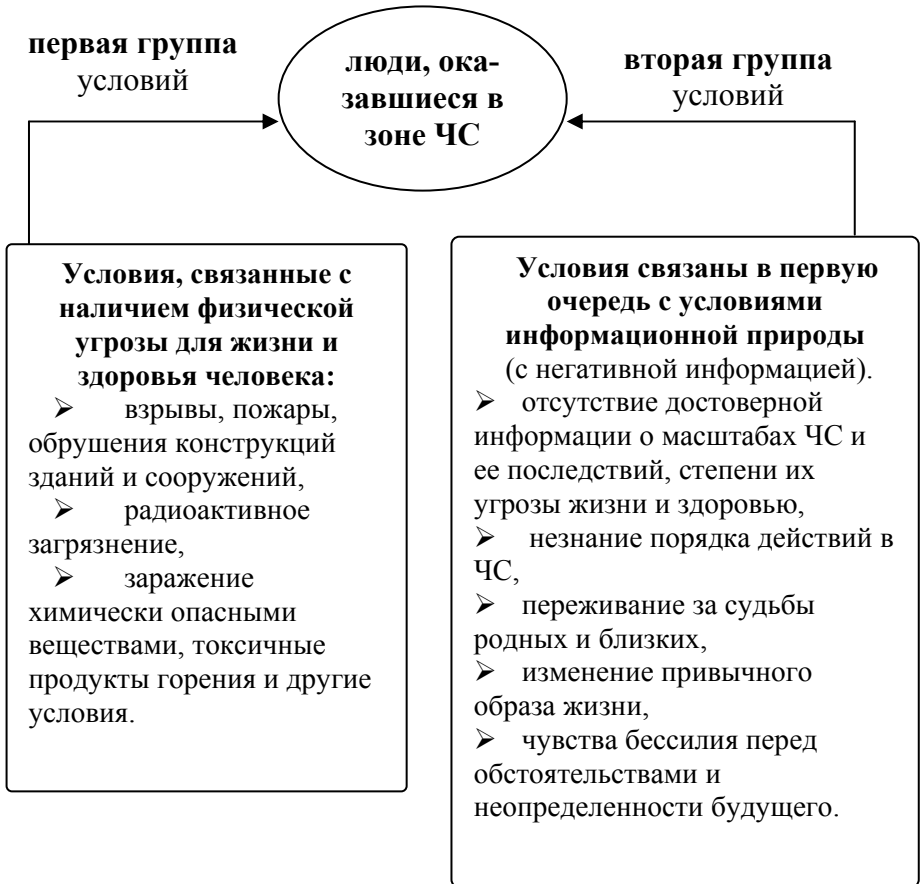 первая группа
условий
люди, ока-
завшиеся в
зоне ЧС
вторая группа
условий
Условия, связанные с
наличием физической
угрозы для жизни и
здоровья человека:
➢ взрывы, пожары,
обрушения конструкций
зданий и сооружений,
➢ радиоактивное
загрязнение,
➢ заражение
химически опасными
веществами, токсичные
продукты горения и другие
условия.
Условия связаны в первую
очередь с условиями
информационной природы
(с негативной информацией).
➢ отсутствие достоверной
информации о масштабах ЧС и
ее последствий, степени их
угрозы жизни и здоровью,
➢ незнание порядка действий в
ЧС,
➢ переживание за судьбы
родных и близких,
➢ изменение привычного
образа жизни,
➢ чувства бессилия перед
обстоятельствами и
неопределенности будущего.